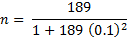 n = 189 / (1 + 189 (0.1)²)